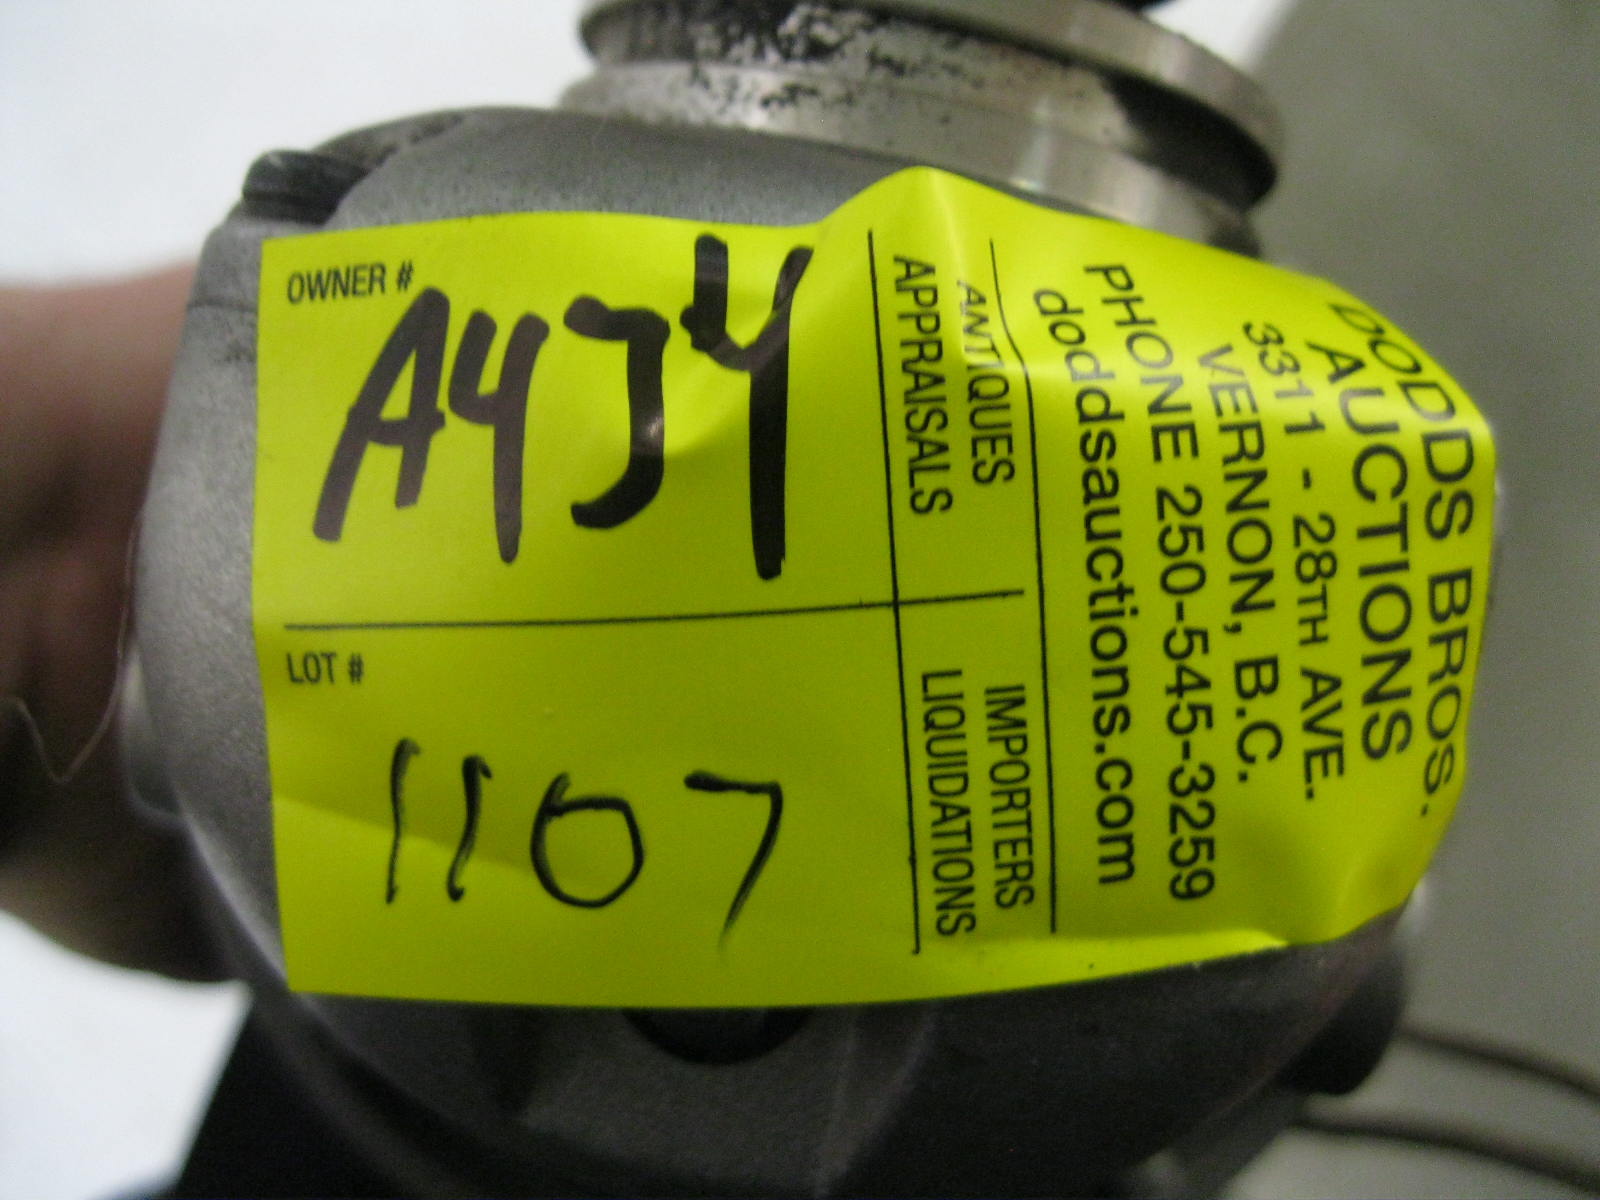 OWNER #
A4J4
LOT #
1107
ANTIQUES
APPRAISALS
IMPORTERS
LIQUIDATIONS
DODDS BROS.
AUCTIONS
3311 - 28TH AVE.
VERNON, B.C.
PHONE 250-545-3259
doddsauctions.com